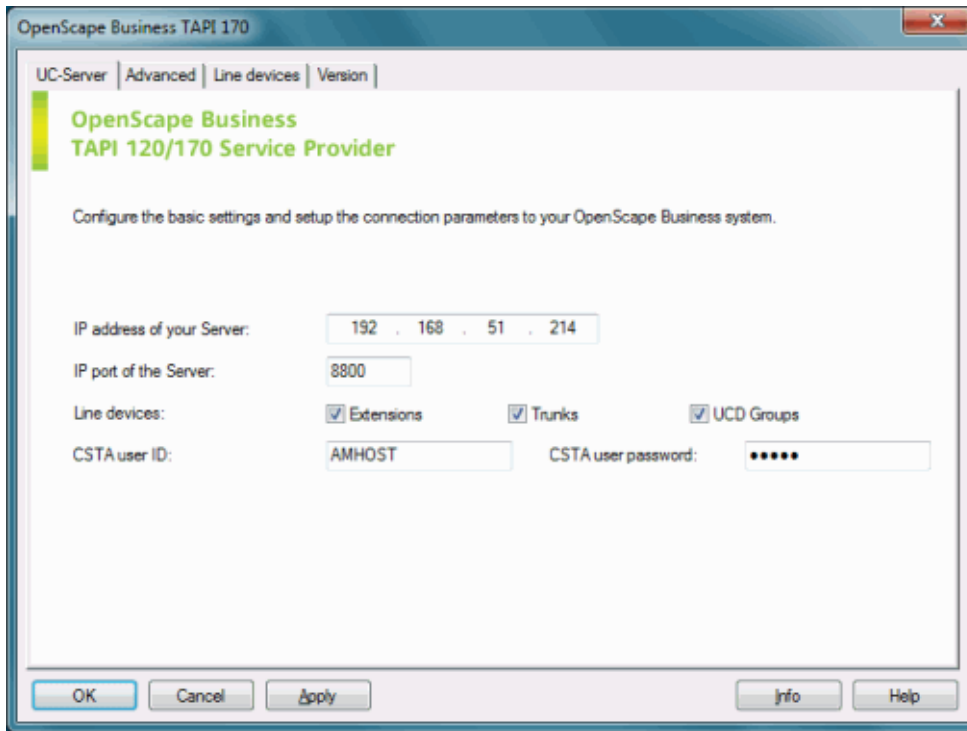 OpenScape Business TAPI 170
UC-Server Advanced Line devices Version
OpenScape Business
TAPI 120/170 Service Provider
Configure the basic settings and setup the connection parameters to your OpenScape Business system.
IP address of your Server: 192 . 168 . 51 . 214
IP port of the Server: 8800
Line devices: Extensions Trunks UCD Groups
CSTA user ID: AMHOST CSTA user password: •••••
OK Cancel Apply Info Help